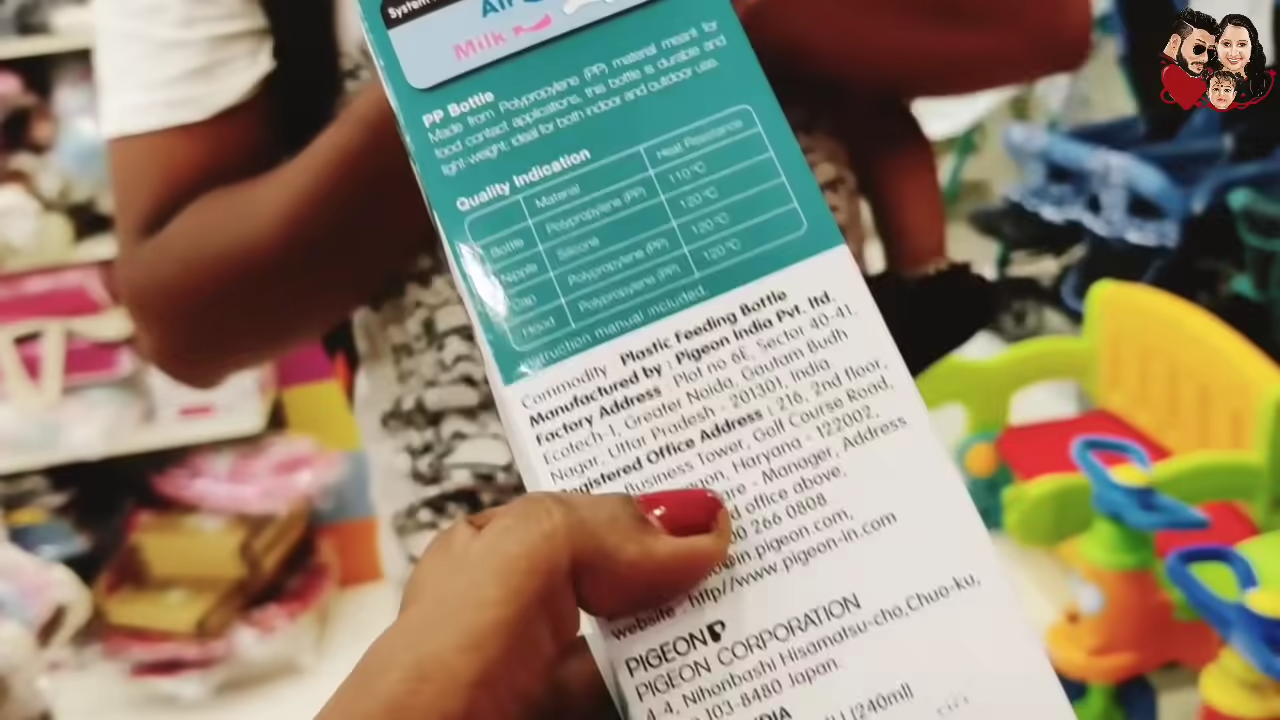 System
Air
Milk
PP Bottle
Made from Polypropylene (PP) material meant for
food contact applications, this bottle is durable and
light-weight; ideal for both indoor and outdoor use.
Quality Indication
Material Heat Resistance
Bottle Polypropylene (PP) 110°C
Nipple Silicone 120°C
Cap Polypropylene (PP) 120°C
Hood Polypropylene (PP) 120°C
Instruction manual included.
Commodity Plastic Feeding Bottle
Manufactured by : Pigeon India Pvt. ltd.
Factory Address Plot no 6E, Sector 40-41,
Ecotech-1, Greater Noida, Gautam Budh
Nagar, Uttar Pradesh - 201301, India
Registered Office Address : 216, 2nd floor,
Business Tower, Golf Course Road,
Haryana - 122002,
- Manager, Address
office above,
266 0808
pigeon.com,
website : http//www.pigeon-in.com
PIGEON
PIGEON CORPORATION
4-4, Nihonbashi Hisamatsu-cho, Chuo-ku,
103-8480 Japan.
(240ml)